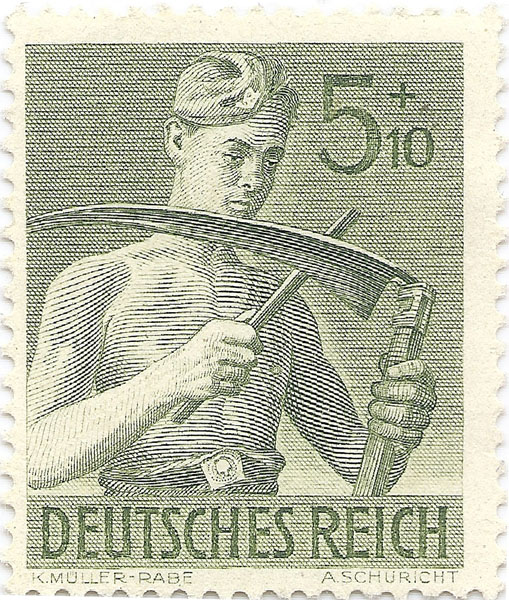 5+10
DEUTSCHES REICH
K.MÜLLER-RABE A.SCHURICHT